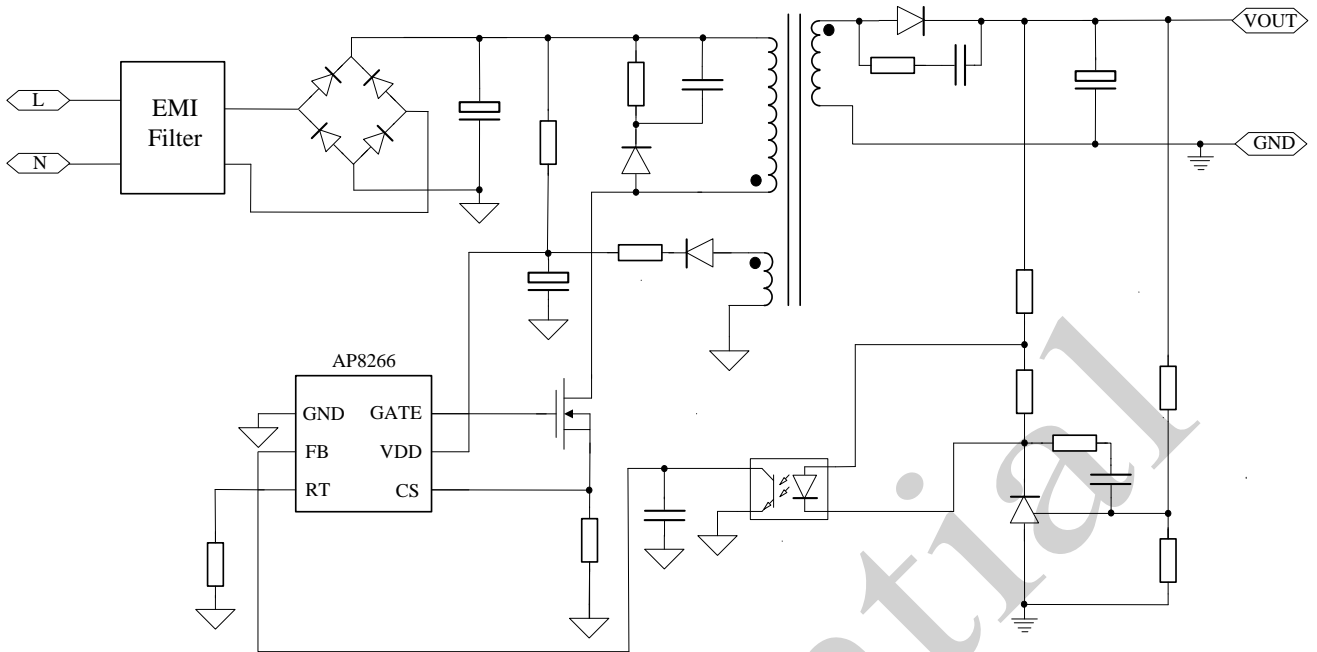 VOUT
L
EMI
Filter
N
GND
AP8266
GND GATE
FB VDD
RT CS